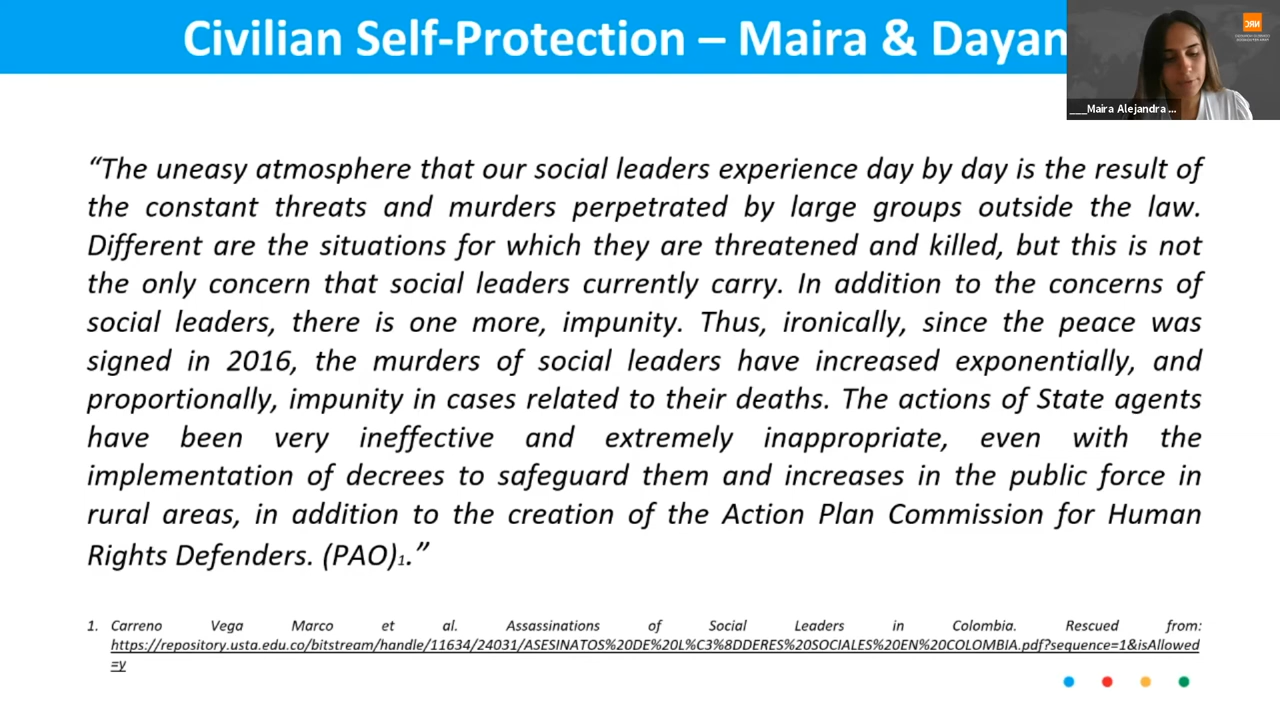 Civilian Self-Protection – Maira & Dayan
___Maira Alejandra ...
“The uneasy atmosphere that our social leaders experience day by day is the result of
the constant threats and murders perpetrated by large groups outside the law.
Different are the situations for which they are threatened and killed, but this is not
the only concern that social leaders currently carry. In addition to the concerns of
social leaders, there is one more, impunity. Thus, ironically, since the peace was
signed in 2016, the murders of social leaders have increased exponentially, and
proportionally, impunity in cases related to their deaths. The actions of State agents
have been very ineffective and extremely inappropriate, even with the
implementation of decrees to safeguard them and increases in the public force in
rural areas, in addition to the creation of the Action Plan Commission for Human
Rights Defenders. (PAO)1.”
1. Carreno Vega Marco et al. Assassinations of Social Leaders in Colombia. Rescued from:
https://repository.usta.edu.co/bitstream/handle/11634/24031/ASESINATOS%20DE%20L%C3%8DDERES%20SOCIALES%20EN%20COLOMBIA.pdf?sequence=1&isAllowed
=y